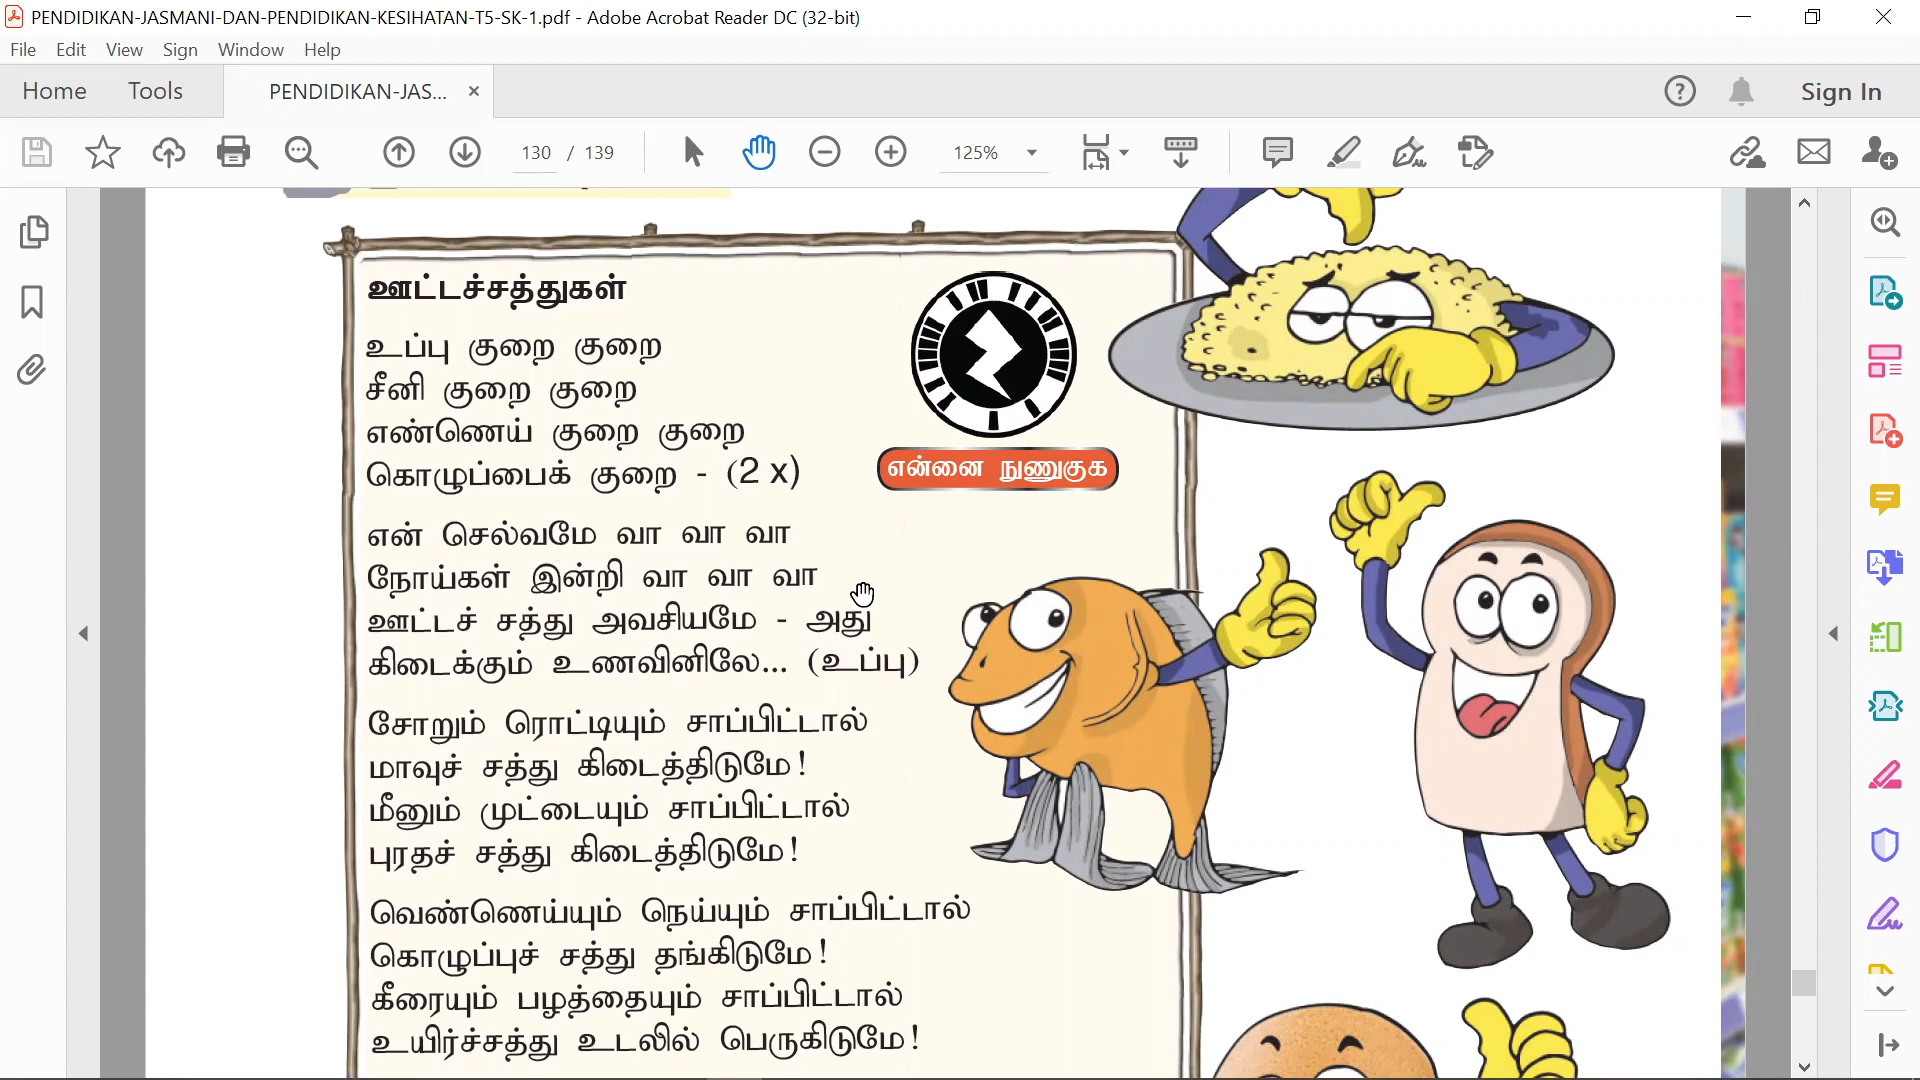 PENDIDIKAN-JASMANI-DAN-PENDIDIKAN-KESIHATAN-T5-SK-1.pdf - Adobe Acrobat Reader DC (32-bit)
File Edit View Sign Window Help
Home Tools PENDIDIKAN-JAS... Sign In
130 / 139 125%
ஊட்டச்சத்துகள்
உப்பு குறை குறை
சீனி குறை குறை
எண்ணெய் குறை குறை
கொழுப்பைக் குறை - (2 x)
என்னை நுணுகுக
என் செல்வமே வா வா வா
நோய்கள் இன்றி வா வா வா
ஊட்டச் சத்து அவசியமே - அது
கிடைக்கும் உணவினிலே... (உப்பு)
சோறும் ரொட்டியும் சாப்பிட்டால்
மாவுச் சத்து கிடைத்திடுமே!
மீனும் முட்டையும் சாப்பிட்டால்
புரதச் சத்து கிடைத்திடுமே!
வெண்ணெய்யும் நெய்யும் சாப்பிட்டால்
கொழுப்புச் சத்து தங்கிடுமே!
கீரையும் பழத்தையும் சாப்பிட்டால்
உயிர்ச்சத்து உடலில் பெருகிடுமே!